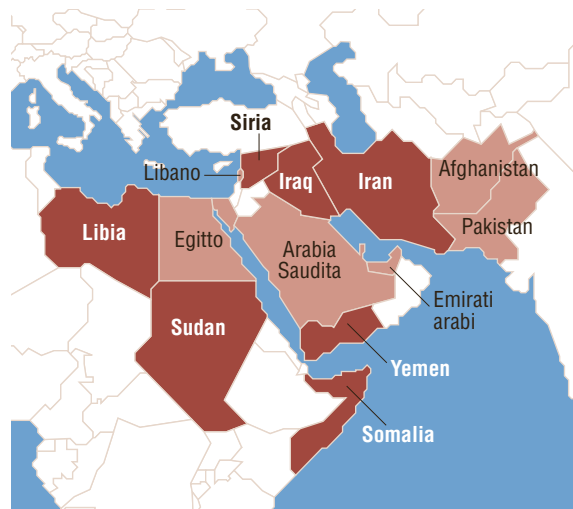 Siria
Libano
Afghanistan
Iraq
Iran
Libia
Egitto
Pakistan
Arabia
Saudita
Emirati
arabi
Sudan
Yemen
Somalia